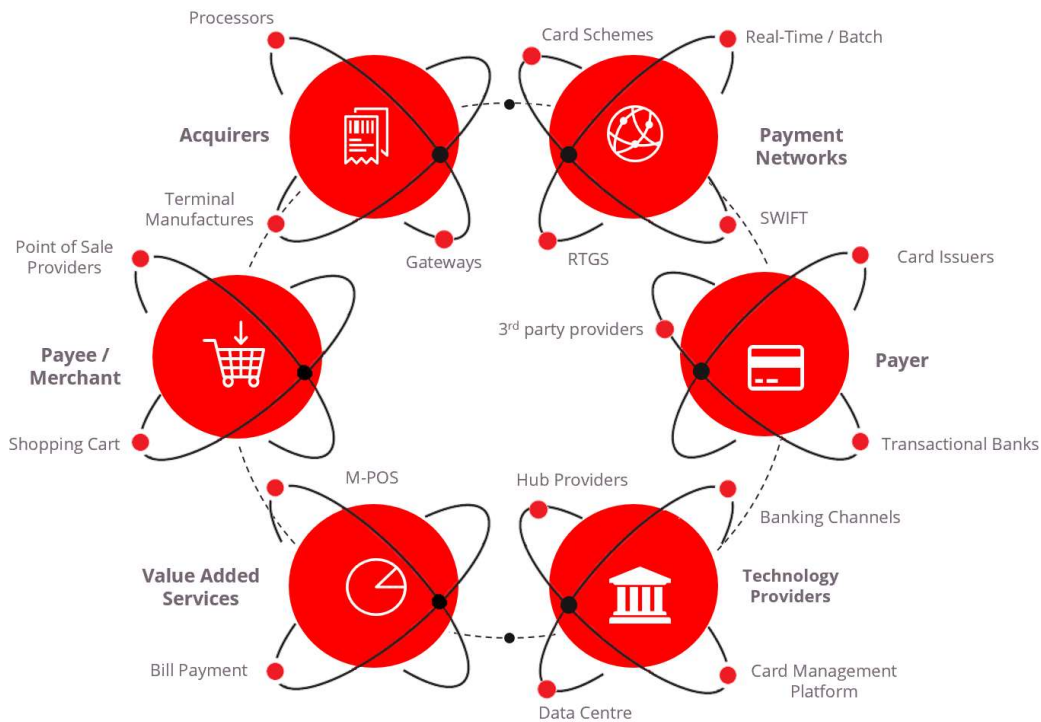 Processors
Card Schemes
Real-Time / Batch
Acquirers
Payment
Networks
Terminal
Manufactures
Gateways
RTGS
SWIFT
Point of Sale
Providers
Card Issuers
3rd party providers
Payee /
Merchant
Payer
Shopping Cart
Transactional Banks
M-POS
Hub Providers
Banking Channels
Value Added
Services
Technology
Providers
Bill Payment
Card Management
Platform
Data Centre